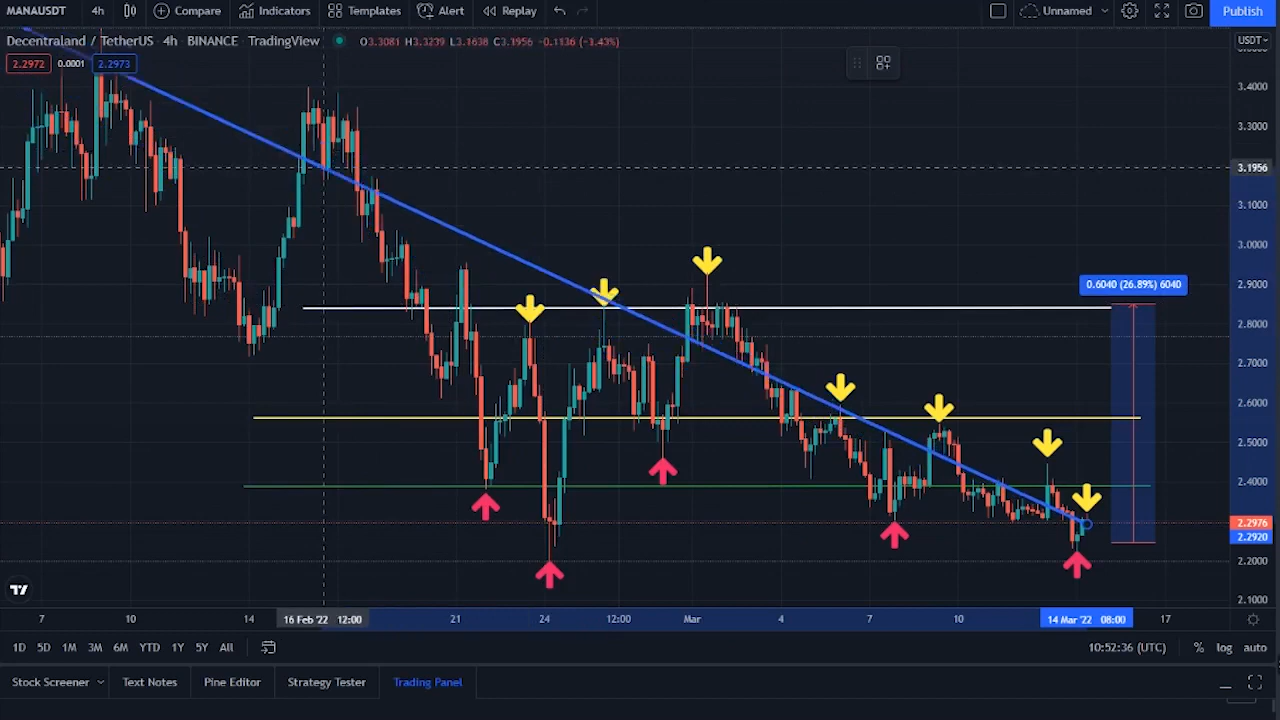 MANAUSDT 4h Compare Indicators Templates Alert Replay Unnamed Publish
Decentraland / TetherUS 4h BINANCE TradingView O3.3081 H3.3239 L3.1638 C3.1956 -0.1136 (-3.43%) USDT
2.2972 0.0001 2.2973
3.4000
3.3000
3.1956
3.1000
3.0000
2.9000
0.6040 (26.89%) 6040
2.8000
2.7000
2.6000
2.5000
2.4000
2.2976
2.2920
2.2000
2.1000
7 10 14 16 Feb '22 12:00 21 24 12:00 Mar 4 7 10 14 Mar '22 08:00 17
1D 5D 1M 3M 6M YTD 1Y 5Y All 10:52:36 (UTC) % log auto
Stock Screener Text Notes Pine Editor Strategy Tester Trading Panel